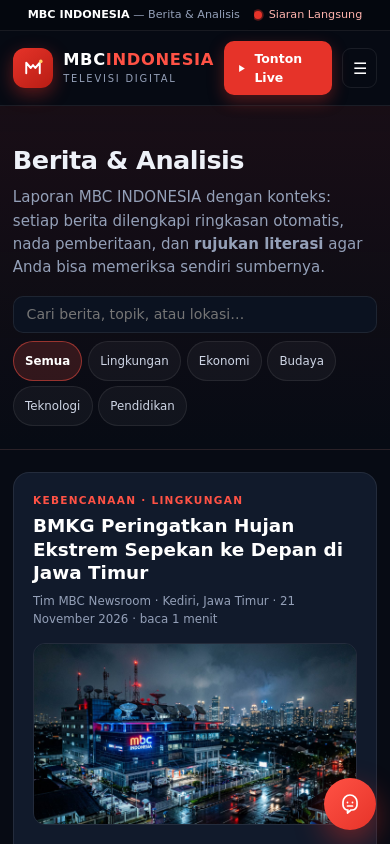 MBC INDONESIA — Berita & Analisis Siaran Langsung
MBCINDONESIA
TELEVISI DIGITAL
Tonton
Live
Berita & Analisis
Laporan MBC INDONESIA dengan konteks:
setiap berita dilengkapi ringkasan otomatis,
nada pemberitaan, dan rujukan literasi agar
Anda bisa memeriksa sendiri sumbernya.
Cari berita, topik, atau lokasi...
Semua Lingkungan Ekonomi Budaya
Teknologi Pendidikan
KEBENCANAAN · LINGKUNGAN
BMKG Peringatkan Hujan
Ekstrem Sepekan ke Depan di
Jawa Timur
Tim MBC Newsroom · Kediri, Jawa Timur · 21
November 2026 · baca 1 menit
mbc
INDONESIA